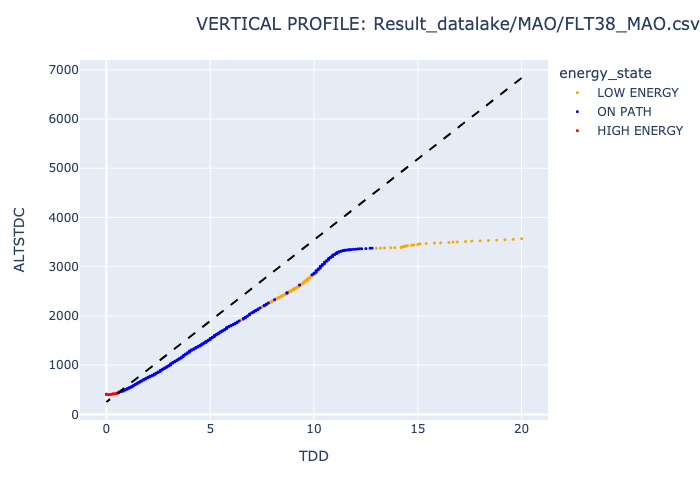 VERTICAL PROFILE: Result_datalake/MAO/FLT38_MAO.csv
energy_state
LOW ENERGY
ON PATH
HIGH ENERGY
ALTSTDC
7000
6000
5000
4000
3000
2000
1000
0
0
5
10
15
20
TDD